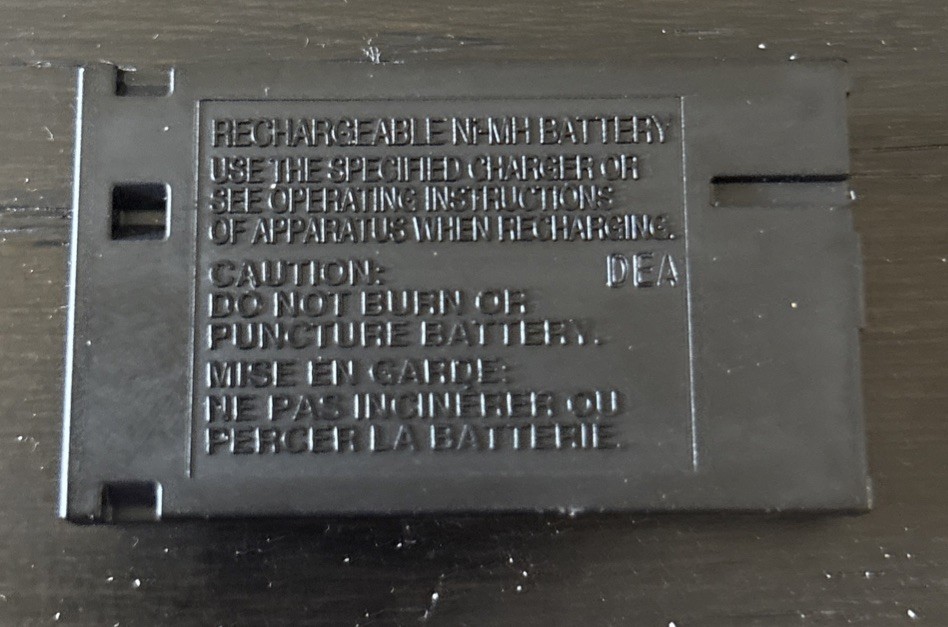 RECHARGEABLE Ni-MH BATTERY
USE THE SPECIFIED CHARGER OR
SEE OPERATING INSTRUCTIONS
OF APPARATUS WHEN RECHARGING.
CAUTION: DEA
DO NOT BURN OR
PUNCTURE BATTERY.
MISE EN GARDE:
NE PAS INCINÉRER OU
PERCER LA BATTERIE.